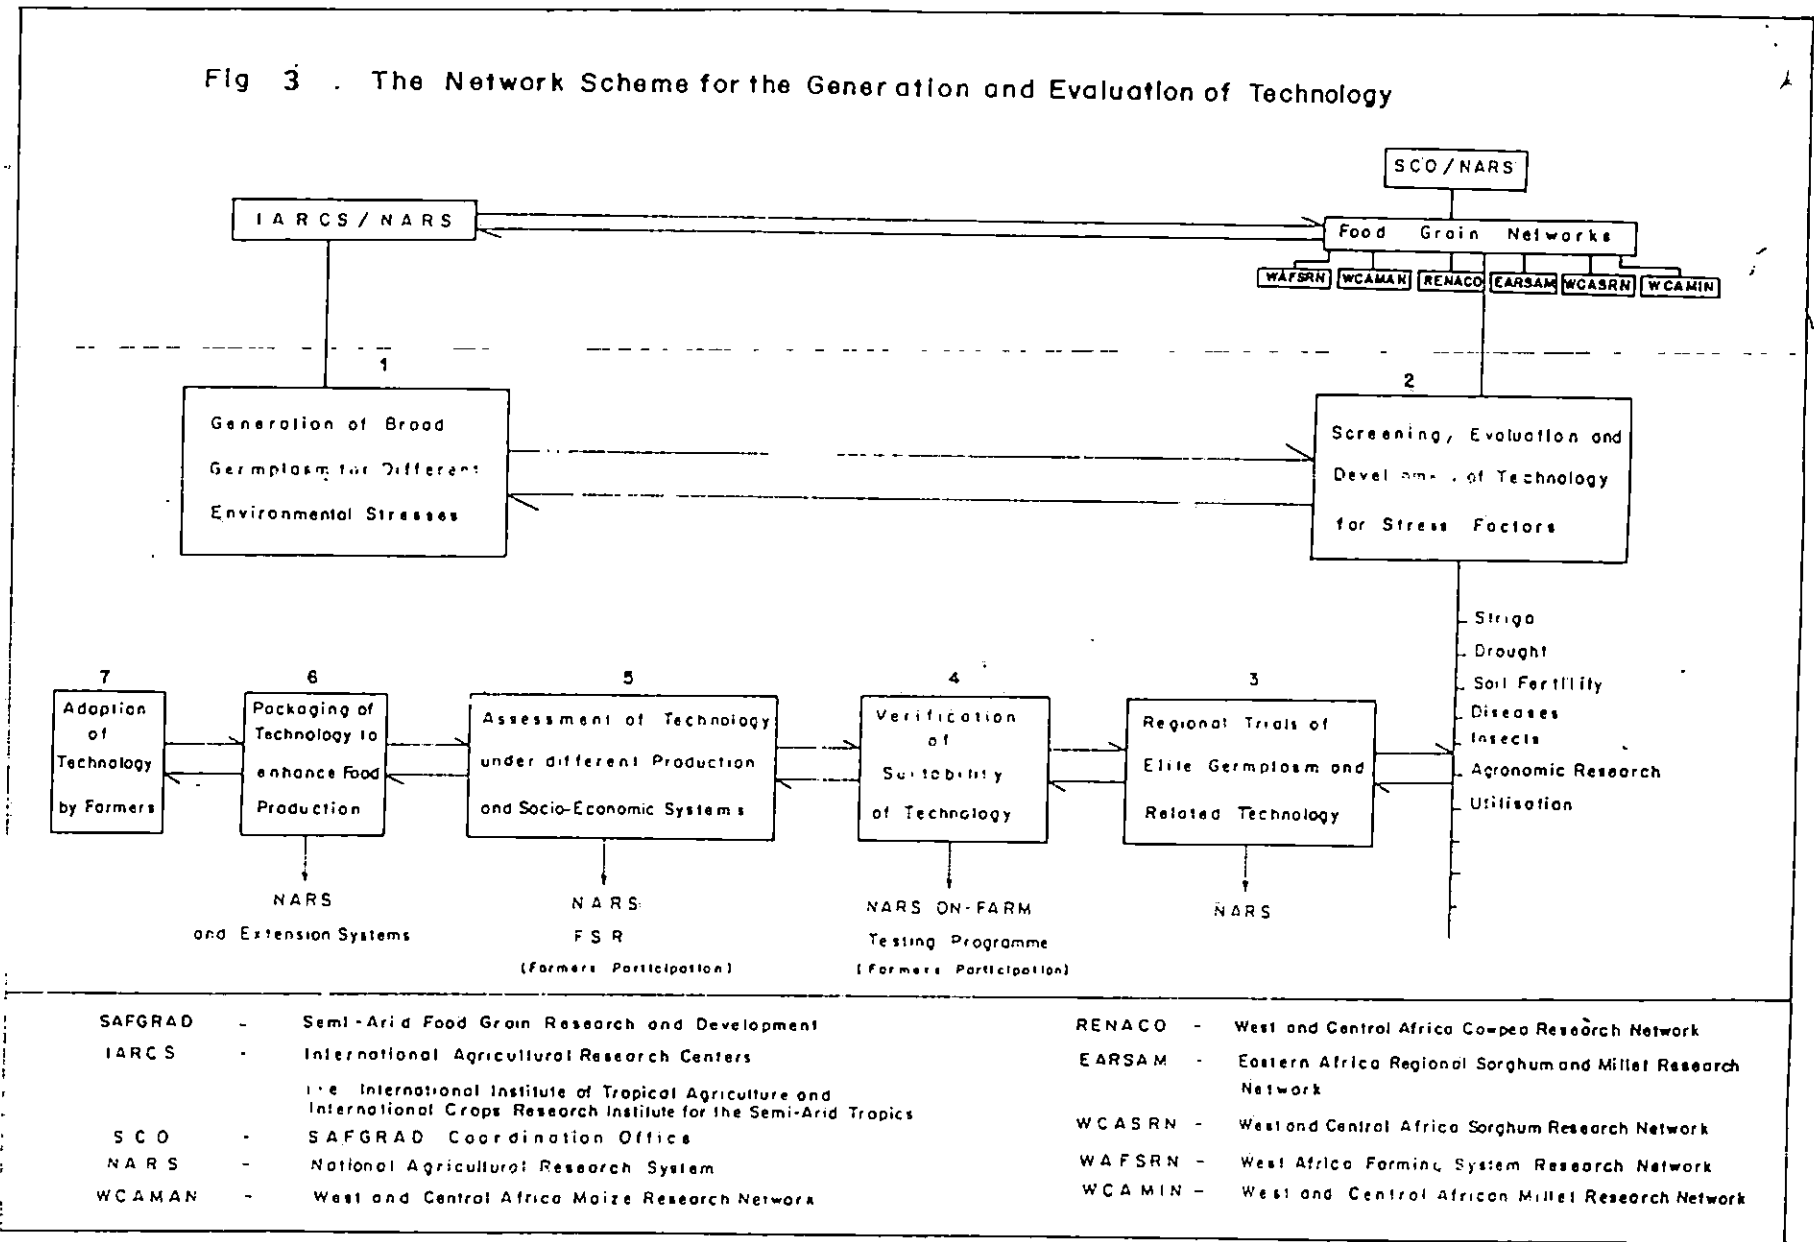 Fig 3 . The Network Scheme for the Generation and Evaluation of Technology
SCO/NARS
IARCS/NARS
Food Grain Networks
WAFSRN WCAMAN RENACO EARSAM WCASRN WCAMIN
1
Generation of Broad
Germplasm for Different
Environmental Stresses
2
Screening, Evaluation and
of Technology
for Stress Factors
Striga
Drought
Soil Fertility
Diseases
Insects
Agronomic Research
Utilisation
7
Adoption
of
Technology
by Farmers
6
Packaging of
Technology to
enhance Food
Production
NARS
and Extension Systems
5
Assessment of Technology
under different Production
and Socio-Economic Systems
NARS
FSR
(Farmers Participation)
4
Verification
of
Suitability
of Technology
NARS ON-FARM
Testing Programme
(Farmers Participation)
3
Regional Trials of
Elite Germplasm and
Related Technology
NARS
SAFGRAD - Semi-Arid Food Grain Research and Development
IARCS - International Agricultural Research Centers
i.e International Institute of Tropical Agriculture and
International Crops Research Institute for the Semi-Arid Tropics
SCO - SAFGRAD Coordination Office
NARS - National Agricultural Research System
WCAMAN - West and Central Africa Maize Research Network
RENACO - West and Central Africa Cowpea Research Network
EARSAM - Eastern Africa Regional Sorghum and Millet Research
Network
WCASRN - West and Central Africa Sorghum Research Network
WAFSRN - West Africa Farming System Research Network
WCAMIN - West and Central African Millet Research Network